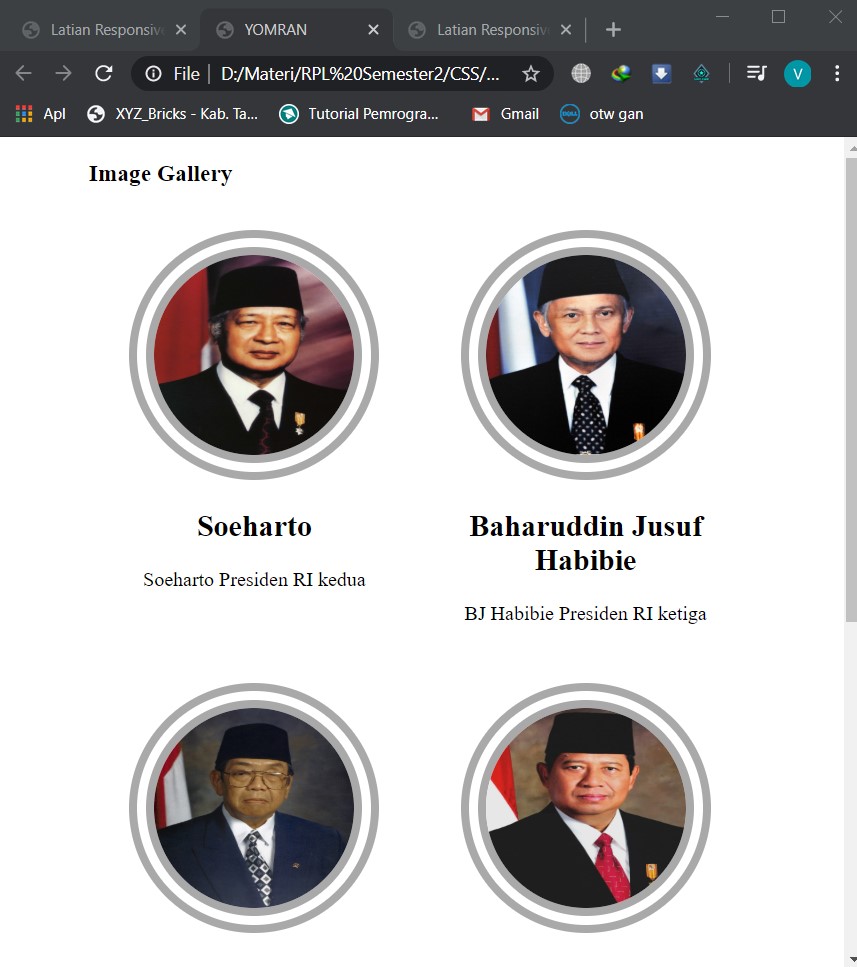 Latian Responsive
YOMRAN
Latian Responsive
File | D:/Materi/RPL%20Semester2/CSS/...
V
Apl
XYZ_Bricks - Kab. Ta...
Tutorial Pemrogra...
Gmail
DELL
otw gan
Image Gallery
Soeharto
Soeharto Presiden RI kedua
Baharuddin Jusuf
Habibie
BJ Habibie Presiden RI ketiga